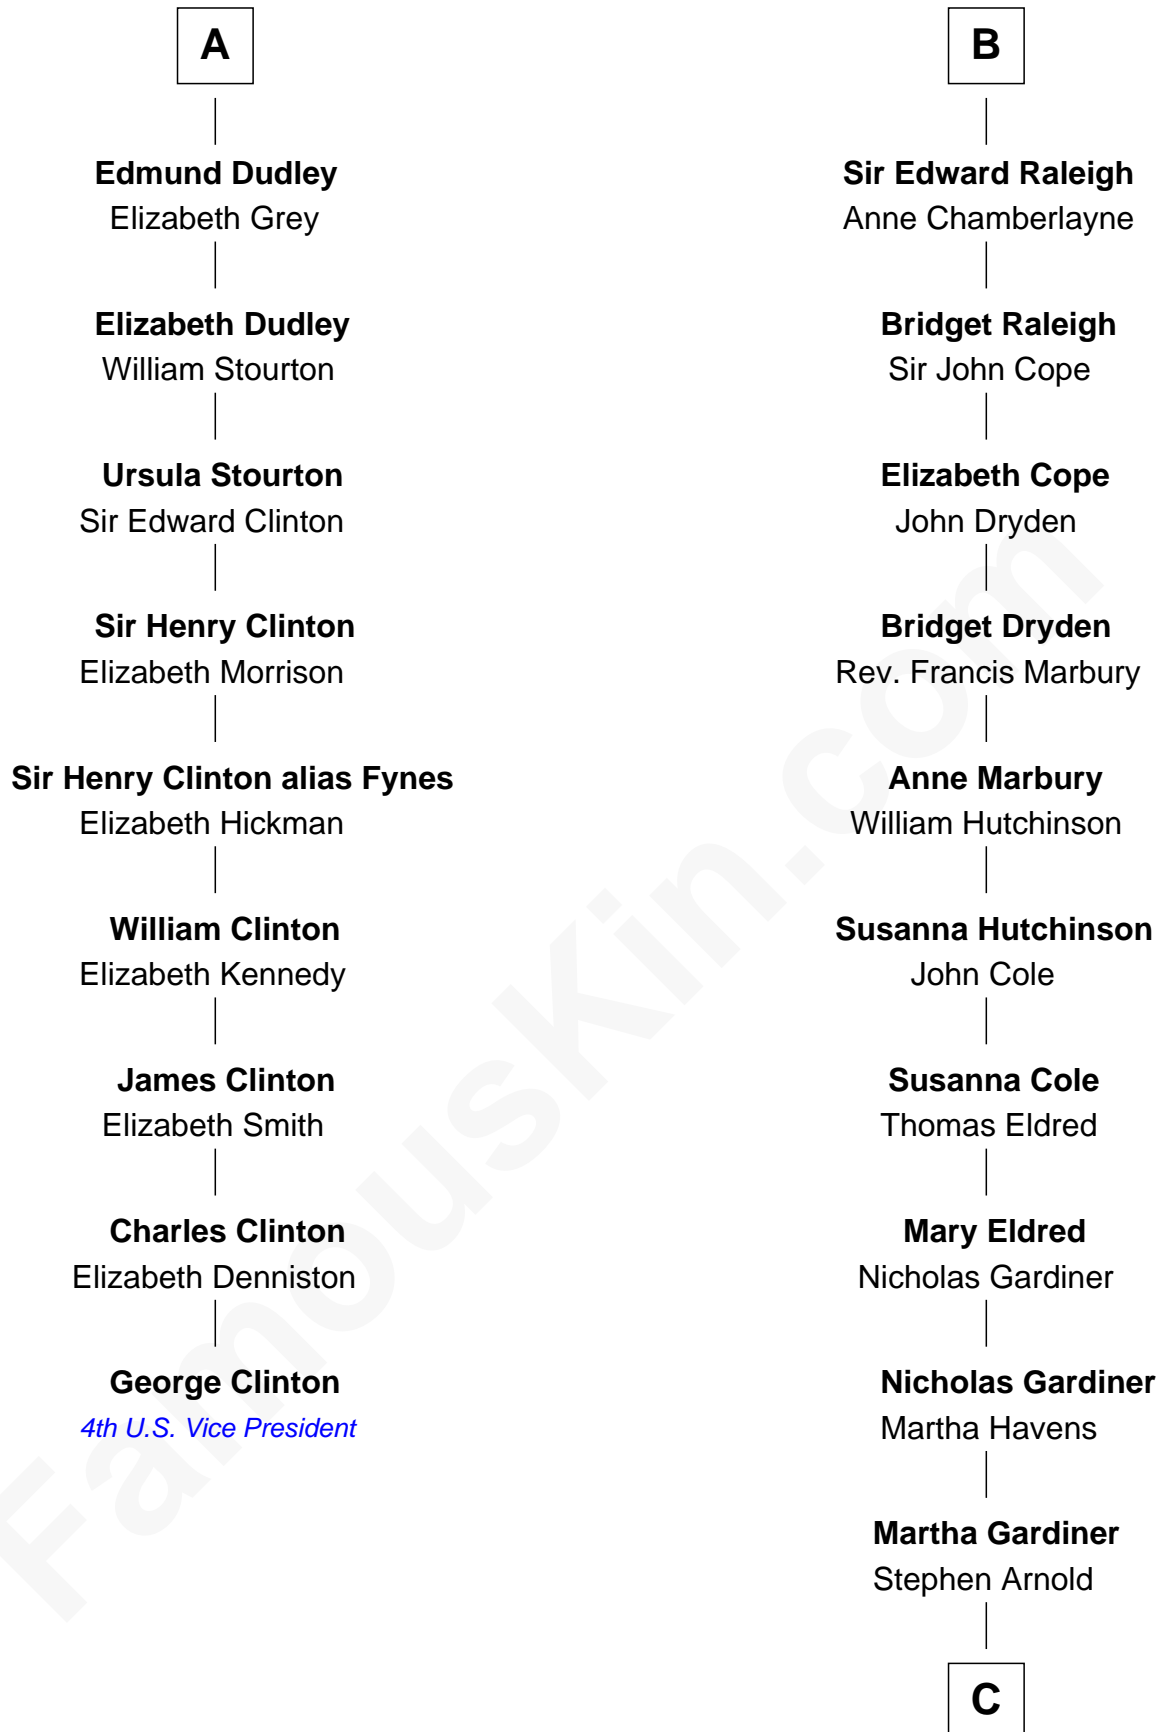 A
Edmund Dudley
Elizabeth Grey
Elizabeth Dudley
William Stourton
Ursula Stourton
Sir Edward Clinton
Sir Henry Clinton
Elizabeth Morrison
Sir Henry Clinton alias Fynes
Elizabeth Hickman
William Clinton
Elizabeth Kennedy
James Clinton
Elizabeth Smith
Charles Clinton
Elizabeth Denniston
George Clinton
4th U.S. Vice President
B
Sir Edward Raleigh
Anne Chamberlayne
Bridget Raleigh
Sir John Cope
Elizabeth Cope
John Dryden
Bridget Dryden
Rev. Francis Marbury
Anne Marbury
William Hutchinson
Susanna Hutchinson
John Cole
Susanna Cole
Thomas Eldred
Mary Eldred
Nicholas Gardiner
Nicholas Gardiner
Martha Havens
Martha Gardiner
Stephen Arnold
C
FamousKin.com